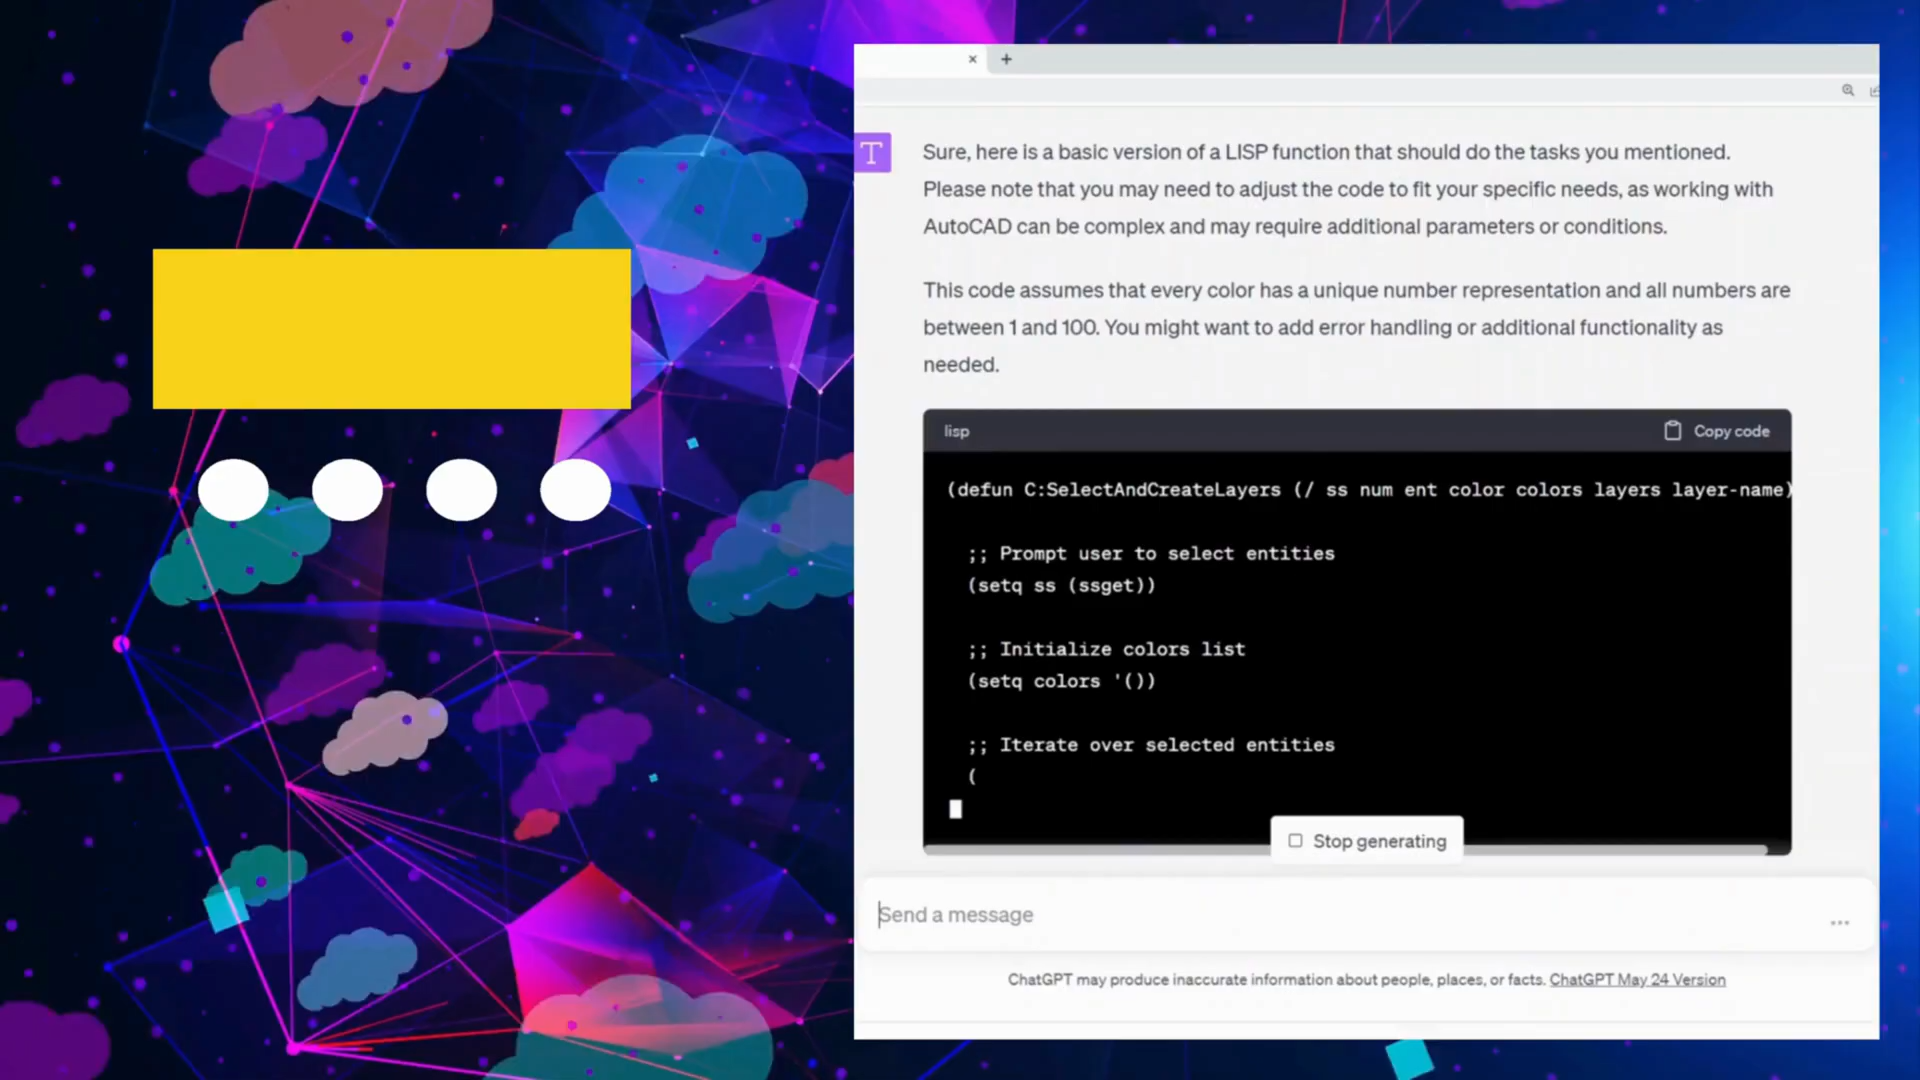 T
Sure, here is a basic version of a LISP function that should do the tasks you mentioned.
Please note that you may need to adjust the code to fit your specific needs, as working with
AutoCAD can be complex and may require additional parameters or conditions.
This code assumes that every color has a unique number representation and all numbers are
between 1 and 100. You might want to add error handling or additional functionality as
needed.
lisp
Copy code
(defun C:SelectAndCreateLayers (/ ss num ent color colors layers layer-name)
;; Prompt user to select entities
(setq ss (ssget))
;; Initialize colors list
(setq colors '())
;; Iterate over selected entities
(
Stop generating
Send a message
ChatGPT may produce inaccurate information about people, places, or facts. ChatGPT May 24 Version